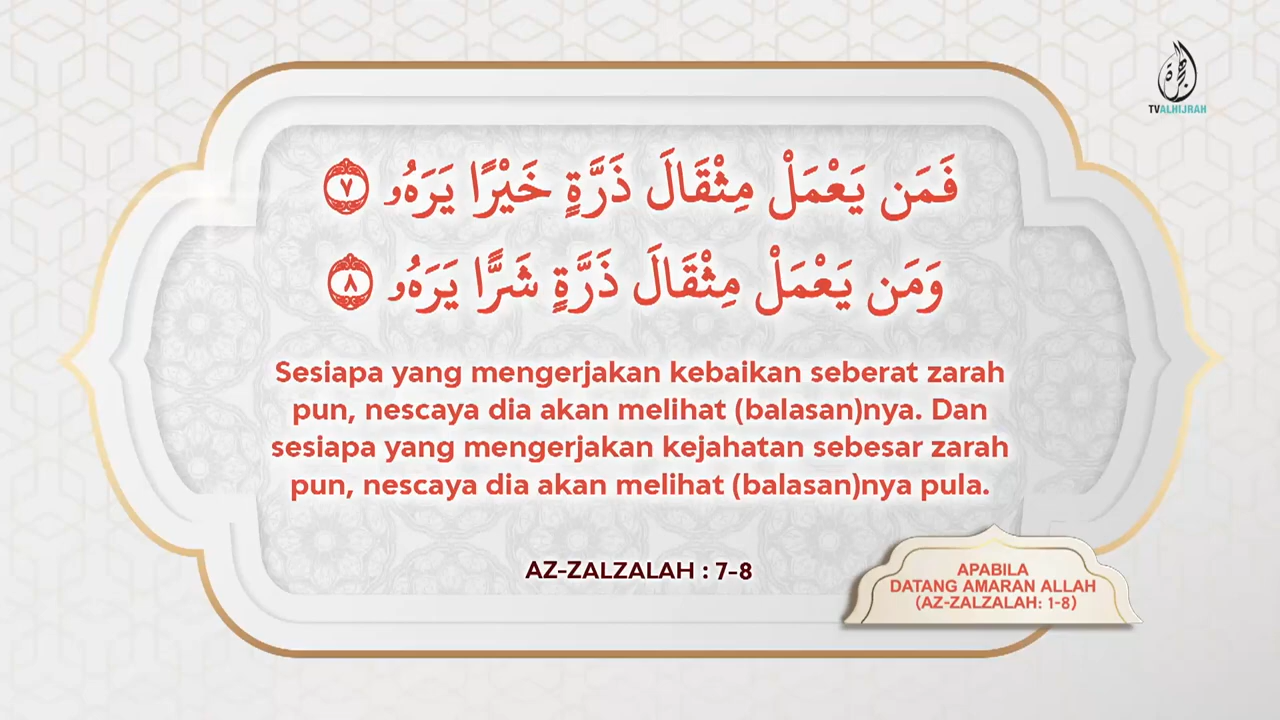 هجرة
TVALHIJRAH
فَمَن يَعْمَلْ مِثْقَالَ ذَرَّةٍ خَيْرًا يَرَهُۥ ٧
وَمَن يَعْمَلْ مِثْقَالَ ذَرَّةٍ شَرًّا يَرَهُۥ ٨
Sesiapa yang mengerjakan kebaikan seberat zarah
pun, nescaya dia akan melihat (balasan)nya. Dan
sesiapa yang mengerjakan kejahatan sebesar zarah
pun, nescaya dia akan melihat (balasan)nya pula.
AZ-ZALZALAH : 7-8
APABILA
DATANG AMARAN ALLAH
(AZ-ZALZALAH: 1-8)